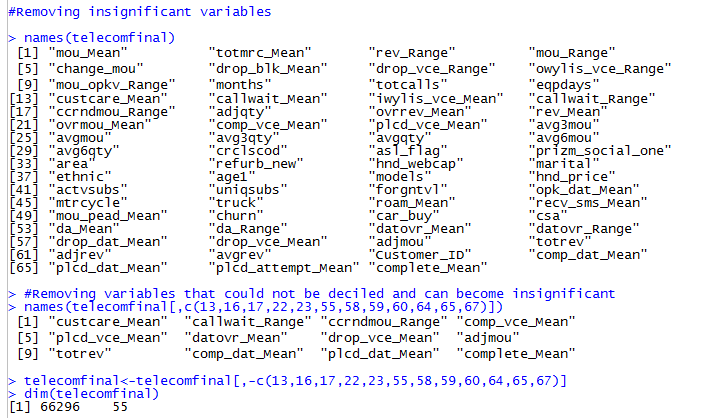 #Removing insignificant variables
> names(telecomfinal)
[1] "mou_Mean" "totmrc_Mean" "rev_Range" "mou_Range"
[5] "change_mou" "drop_blk_Mean" "drop_vce_Range" "owylis_vce_Range"
[9] "mou_opkv_Range" "months" "totcalls" "eqpdays"
[13] "custcare_Mean" "callwait_Mean" "iwylis_vce_Mean" "callwait_Range"
[17] "ccrndmou_Range" "adjqty" "ovrrev_Mean" "rev_Mean"
[21] "ovrmou_Mean" "comp_vce_Mean" "plcd_vce_Mean" "avg3mou"
[25] "avgmou" "avg3qty" "avgqty" "avg6mou"
[29] "avg6qty" "crclscod" "asl_flag" "prizm_social_one"
[33] "area" "refurb_new" "hnd_webcap" "marital"
[37] "ethnic" "age1" "models" "hnd_price"
[41] "actvsubs" "uniqsubs" "forgntvl" "opk_dat_Mean"
[45] "mtrcycle" "truck" "roam_Mean" "recv_sms_Mean"
[49] "mou_pead_Mean" "churn" "car_buy" "csa"
[53] "da_Mean" "da_Range" "datovr_Mean" "datovr_Range"
[57] "drop_dat_Mean" "drop_vce_Mean" "adjmou" "totrev"
[61] "adjrev" "avgrev" "Customer_ID" "comp_dat_Mean"
[65] "plcd_dat_Mean" "plcd_attempt_Mean" "complete_Mean"
> #Removing variables that could not be deciled and can become insignificant
> names(telecomfinal[,c(13,16,17,22,23,55,58,59,60,64,65,67)])
[1] "custcare_Mean" "callwait_Range" "ccrndmou_Range" "comp_vce_Mean"
[5] "plcd_vce_Mean" "datovr_Mean" "drop_vce_Mean" "adjmou"
[9] "totrev" "comp_dat_Mean" "plcd_dat_Mean" "complete_Mean"
> telecomfinal<-telecomfinal[,-c(13,16,17,22,23,55,58,59,60,64,65,67)]
> dim(telecomfinal)
[1] 66296 55